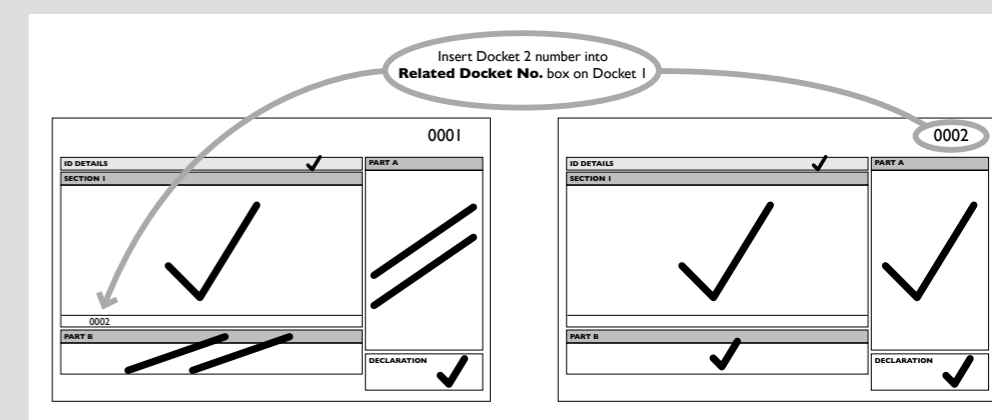 Insert Docket 2 number into
Related Docket No. box on Docket 1
0001
ID DETAILS
PART A
SECTION 1
0002
PART B
DECLARATION
0002
ID DETAILS
PART A
SECTION 1
PART B
DECLARATION